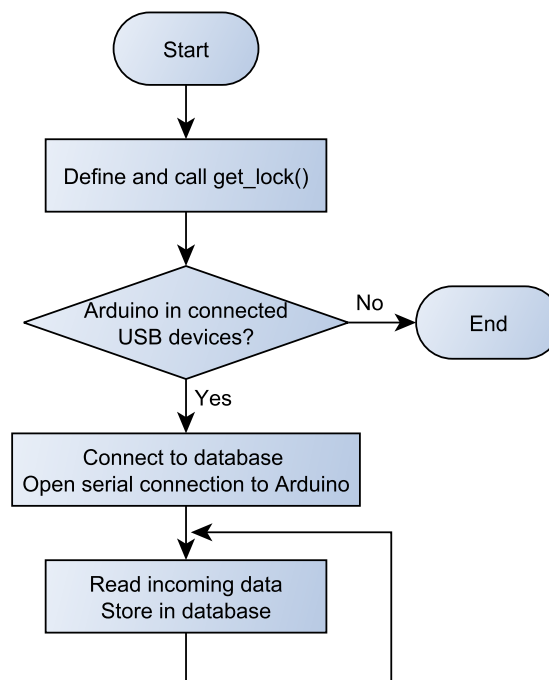 Start
Define and call get_lock()
Arduino in connected
USB devices?
No
End
Yes
Connect to database
Open serial connection to Arduino
Read incoming data
Store in database